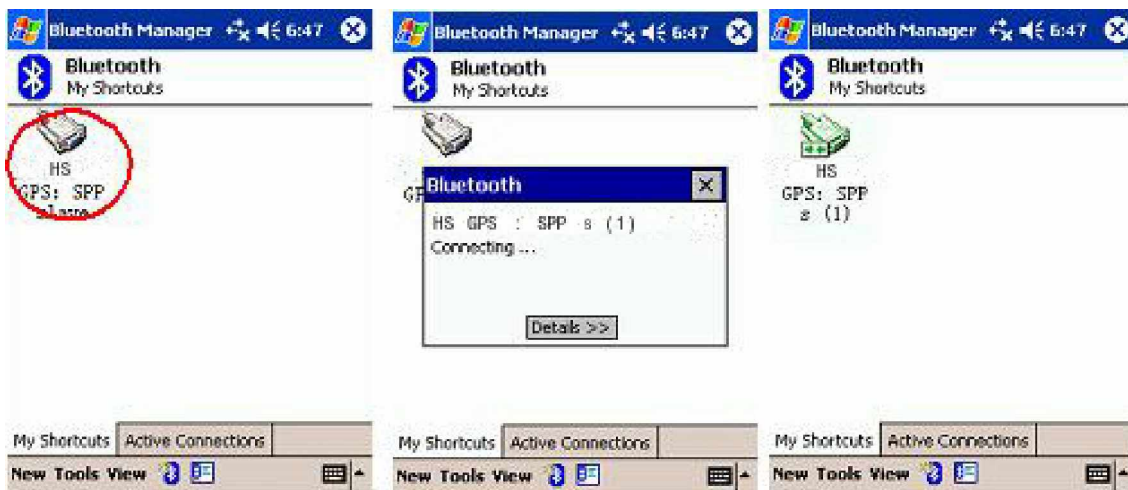 Bluetooth Manager 6:47
Bluetooth
My Shortcuts
HS
GPS: SPP
My Shortcuts Active Connections
New Tools View
Bluetooth Manager 6:47
Bluetooth
My Shortcuts
Bluetooth
HS GPS : SPP s (1)
Connecting ...
Details >>
My Shortcuts Active Connections
New Tools View
Bluetooth Manager 6:47
Bluetooth
My Shortcuts
HS
GPS: SPP
s (1)
My Shortcuts Active Connections
New Tools View